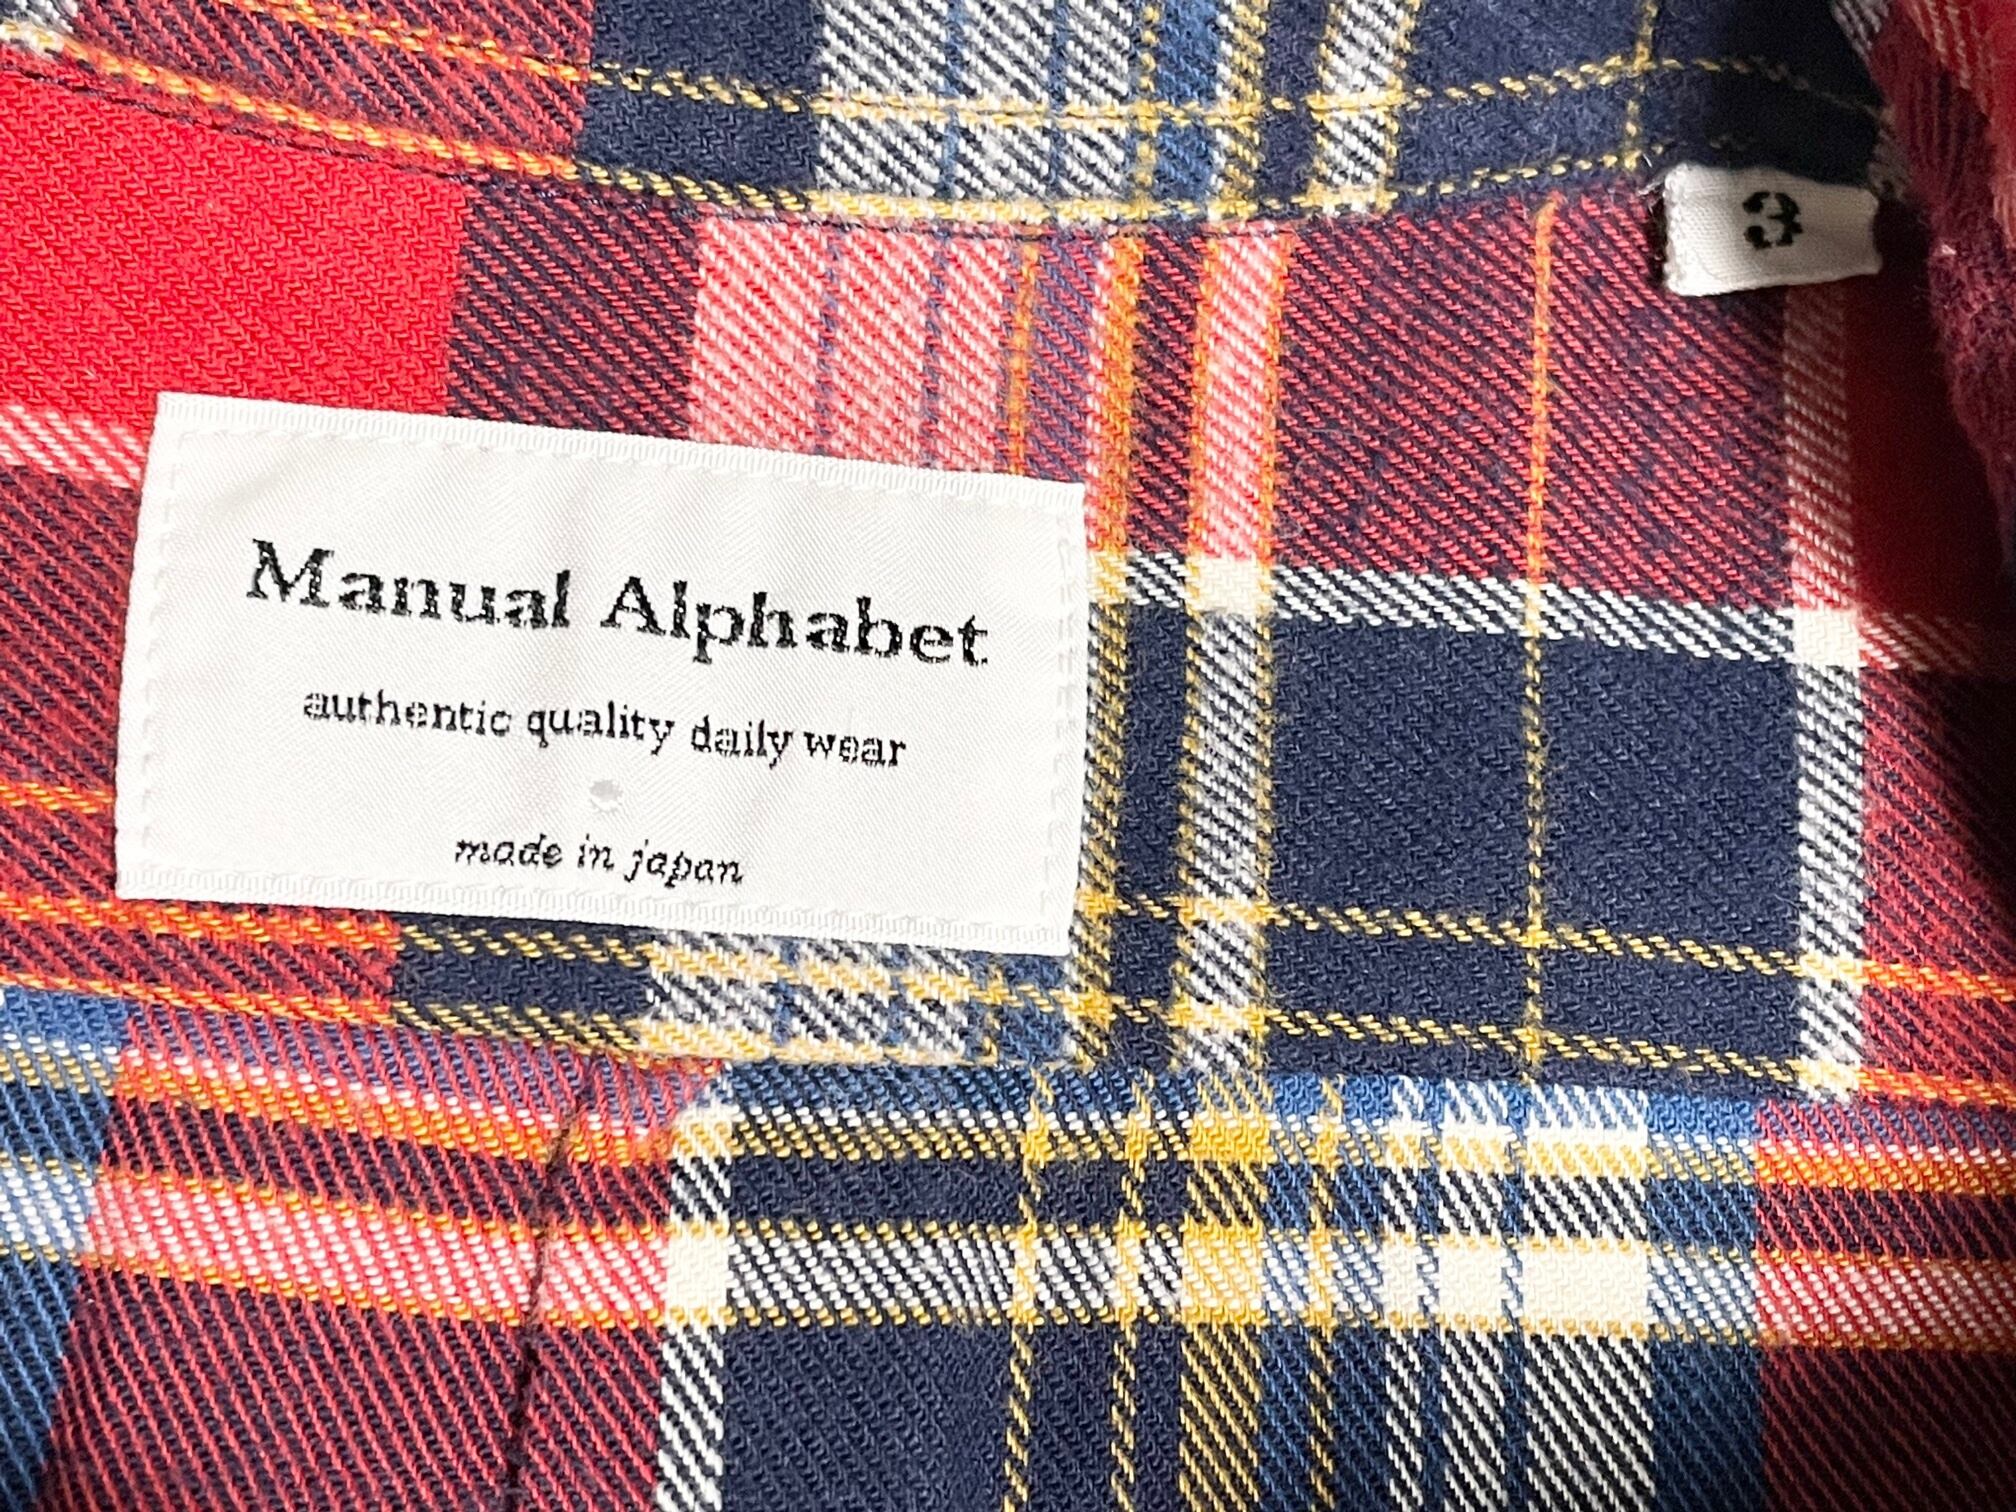 3
Manual Alphabet
authentic quality daily wear
made in japan